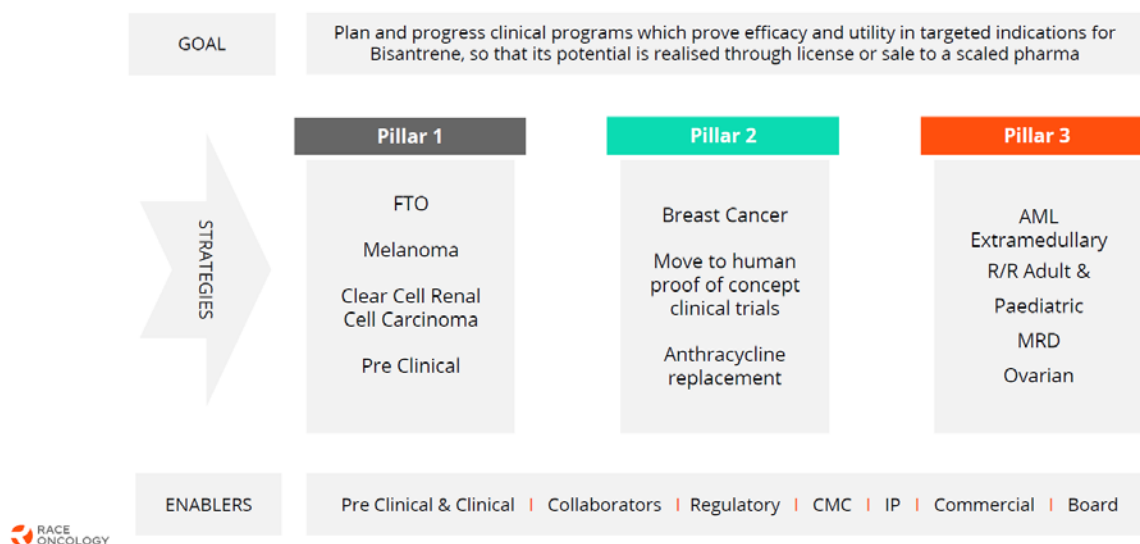 GOAL
Plan and progress clinical programs which prove efficacy and utility in targeted indications for
Bisantrene, so that its potential is realised through license or sale to a scaled pharma
STRATEGIES
Pillar 1
FTO
Melanoma
Clear Cell Renal
Cell Carcinoma
Pre Clinical
Pillar 2
Breast Cancer
Move to human
proof of concept
clinical trials
Anthracycline
replacement
Pillar 3
AML
Extramedullary
R/R Adult &
Paediatric
MRD
Ovarian
ENABLERS
Pre Clinical & Clinical | Collaborators | Regulatory | CMC | IP | Commercial | Board
RACE
ONCOLOGY